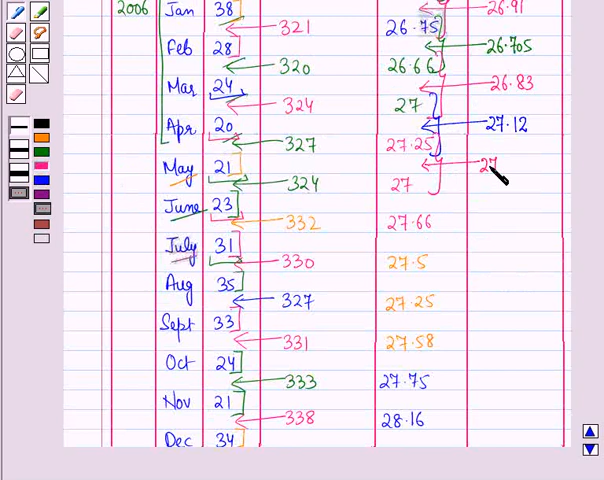 26.91
2006 Jan 38
321 26.75
Feb 28 26.705
320 26.66
Mar 24 26.83
324 27
Apr 20 27.12
327 27.25
May 21 27
324 27
June 23
332 27.66
July 31
330 27.5
Aug 35
327 27.25
Sept 33
331 27.58
Oct 24
333 27.75
Nov 21
338 28.16
Dec 34